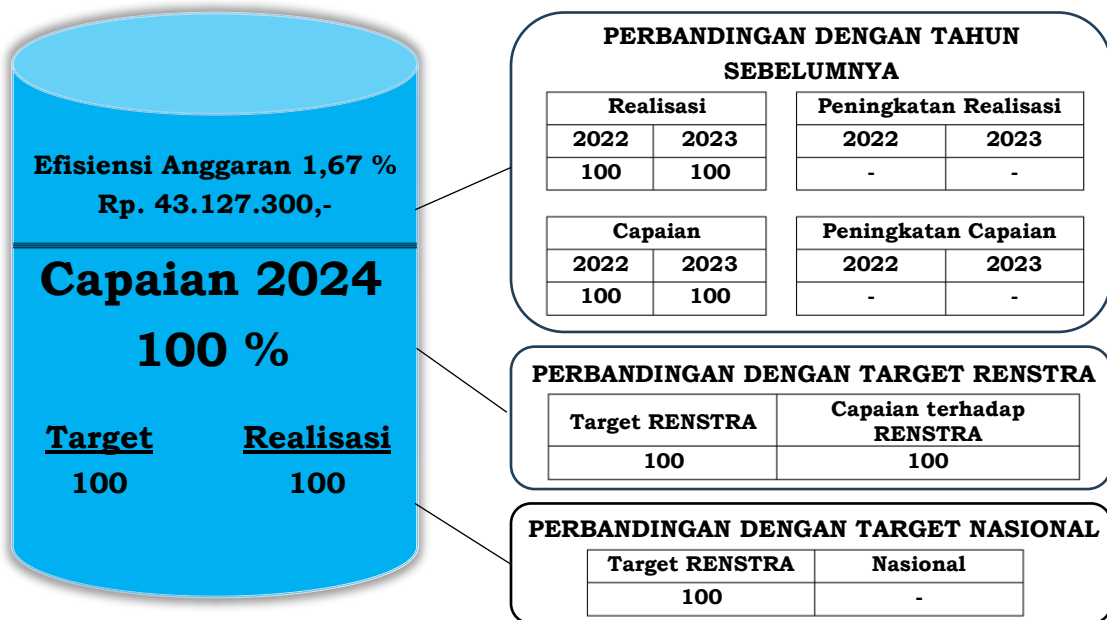 Efisiensi Anggaran 1,67 %
Rp. 43.127.300,-
Capaian 2024
100 %
Target Realisasi
100 100
PERBANDINGAN DENGAN TAHUN
SEBELUMNYA
Realisasi
2022 2023
100 100
Peningkatan Realisasi
2022 2023
- -
Capaian
2022 2023
100 100
Peningkatan Capaian
2022 2023
- -
PERBANDINGAN DENGAN TARGET RENSTRA
Target RENSTRA Capaian terhadap
RENSTRA
100 100
PERBANDINGAN DENGAN TARGET NASIONAL
Target RENSTRA Nasional
100 -